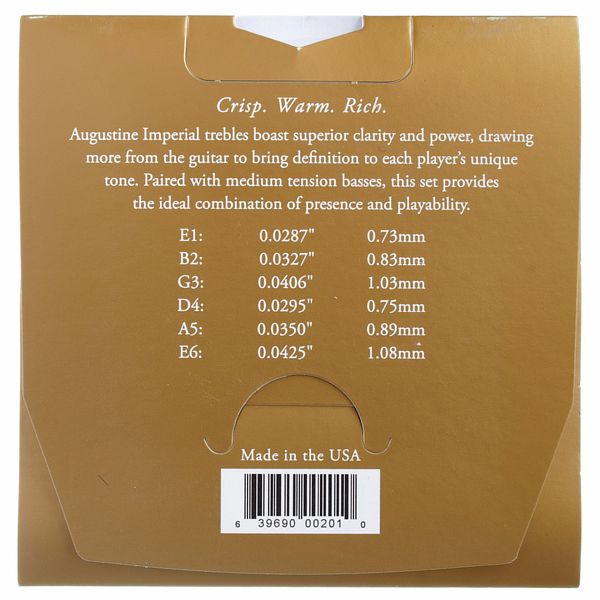 Crisp. Warm. Rich.
Augustine Imperial trebles boast superior clarity and power, drawing
more from the guitar to bring definition to each player's unique
tone. Paired with medium tension basses, this set provides
the ideal combination of presence and playability.
E1: 0.0287" 0.73mm
B2: 0.0327" 0.83mm
G3: 0.0406" 1.03mm
D4: 0.0295" 0.75mm
A5: 0.0350" 0.89mm
E6: 0.0425" 1.08mm
Made in the USA
6 39690 00201 0